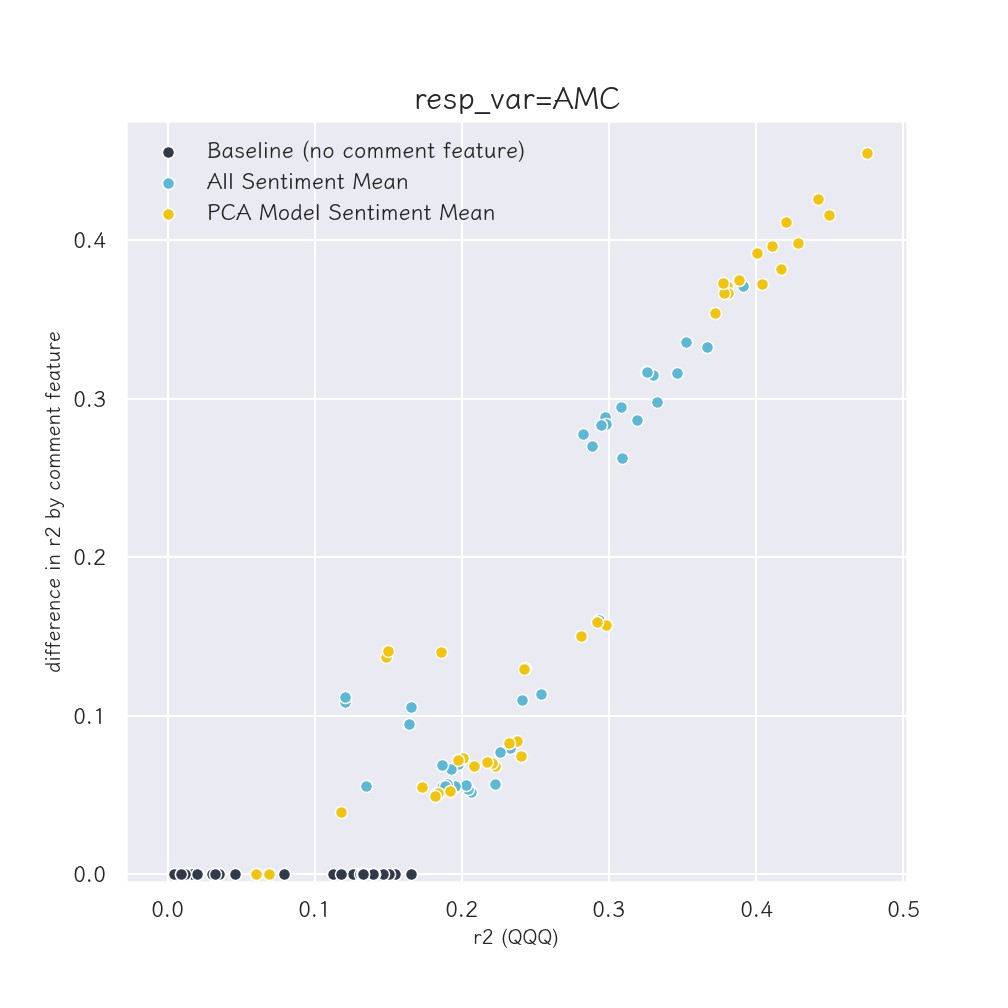 resp_var=AMC
Baseline (no comment feature)
All Sentiment Mean
PCA Model Sentiment Mean
difference in r2 by comment feature
0.4
0.3
0.2
0.1
0.0
0.0 0.1 0.2 0.3 0.4 0.5
r2 (QQQ)